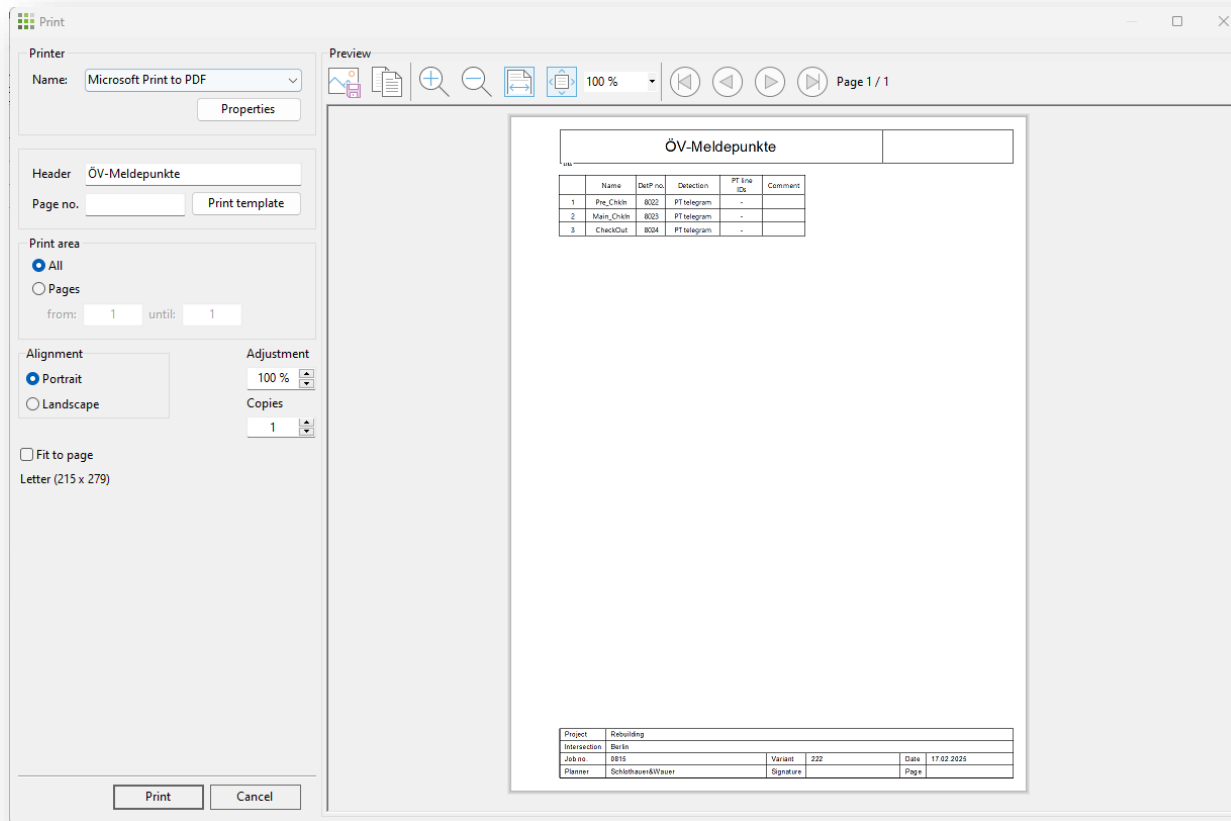 Print
Printer
Name: Microsoft Print to PDF
Properties
Header ÖV-Meldepunkte
Page no. Print template
Print area
All
Pages
from: 1 until: 1
Alignment Adjustment
Portrait 100 %
Landscape Copies
1
Fit to page
Letter (215 x 279)
Print Cancel
Preview
100 % Page 1 / 1
ÖV-Meldepunkte
Name DetP no. Detection PT line IDs Comment
1 Pre_ChkIn 8022 PT telegram -
2 Main_ChkIn 8023 PT telegram -
3 CheckOut 8024 PT telegram -
Project Rebuilding
Intersection Berlin
Job no. 0815 Variant 222 Date 17.02.2025
Planner Schlothauer&Wauer Signature Page